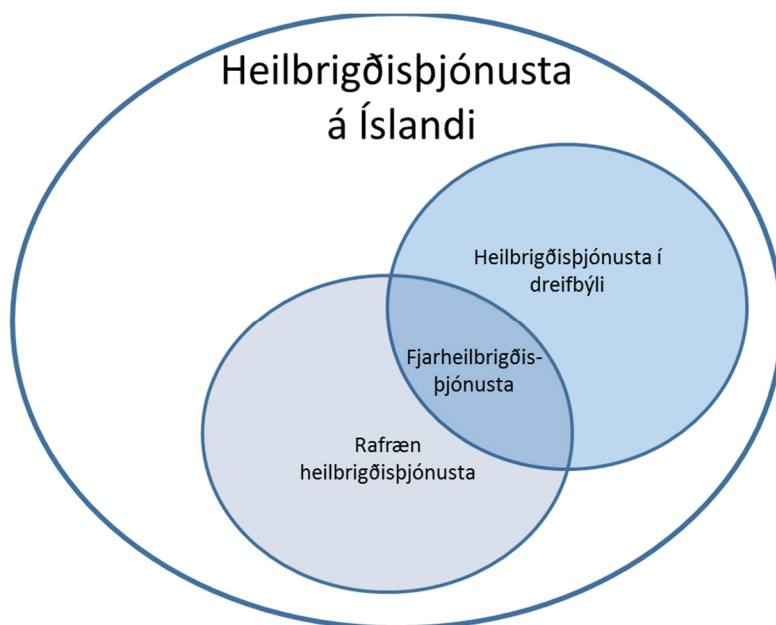 Heilbrigðisþjónusta
á Íslandi
Heilbrigðisþjónusta í
dreifbýli
Fjarheilbrigðis-
þjónusta
Rafræn
heilbrigðisþjónusta